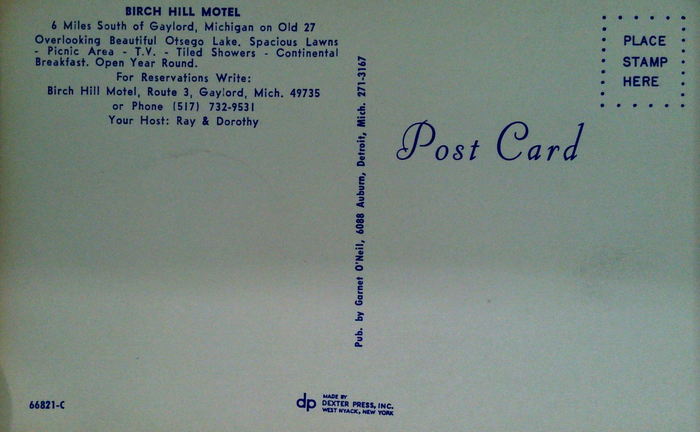 BIRCH HILL MOTEL
6 Miles South of Gaylord, Michigan on Old 27
Overlooking Beautiful Otsego Lake. Spacious Lawns
- Picnic Area - T.V. - Tiled Showers - Continental
Breakfast. Open Year Round.
For Reservations Write:
Birch Hill Motel, Route 3, Gaylord, Mich. 49735
or Phone (517) 732-9531
Your Host: Ray & Dorothy
Pub. by Garnet O'Neil, 6088 Auburn, Detroit, Mich. 271-3167
PLACE
STAMP
HERE
Post Card
66821-C
dp
MADE BY
DEXTER PRESS, INC.
WEST NYACK, NEW YORK